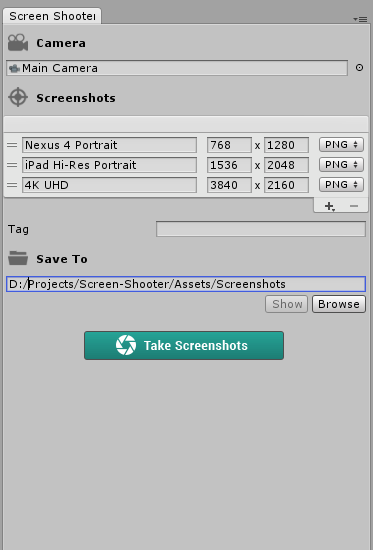 Screen Shooter
Camera
Main Camera
Screenshots
Nexus 4 Portrait 768 x 1280 PNG
iPad Hi-Res Portrait 1536 x 2048 PNG
4K UHD 3840 x 2160 PNG
+ −
Tag
Save To
D:/Projects/Screen-Shooter/Assets/Screenshots
Show Browse
Take Screenshots